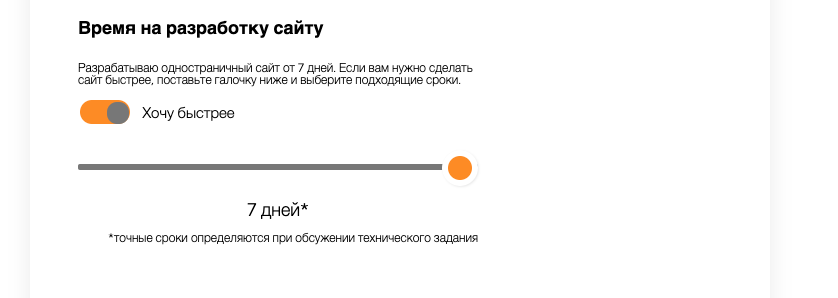 Время на разработку сайту
Разрабатываю одностраничный сайт от 7 дней. Если вам нужно сделать
сайт быстрее, поставьте галочку ниже и выберите подходящие сроки.
Хочу быстрее
7 дней*
*точные сроки определяются при обсужении технического задания